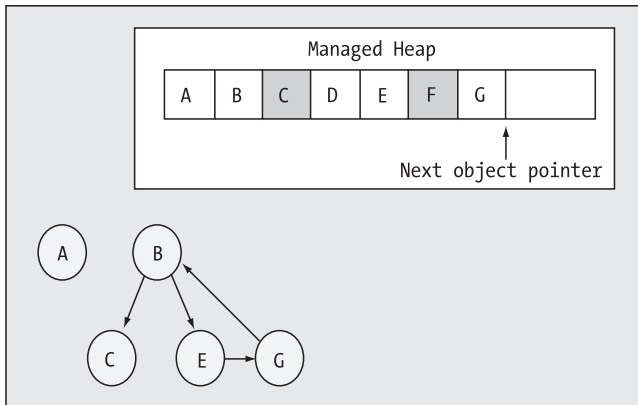 Managed Heap
A B C D E F G
Next object pointer
A B
C E G